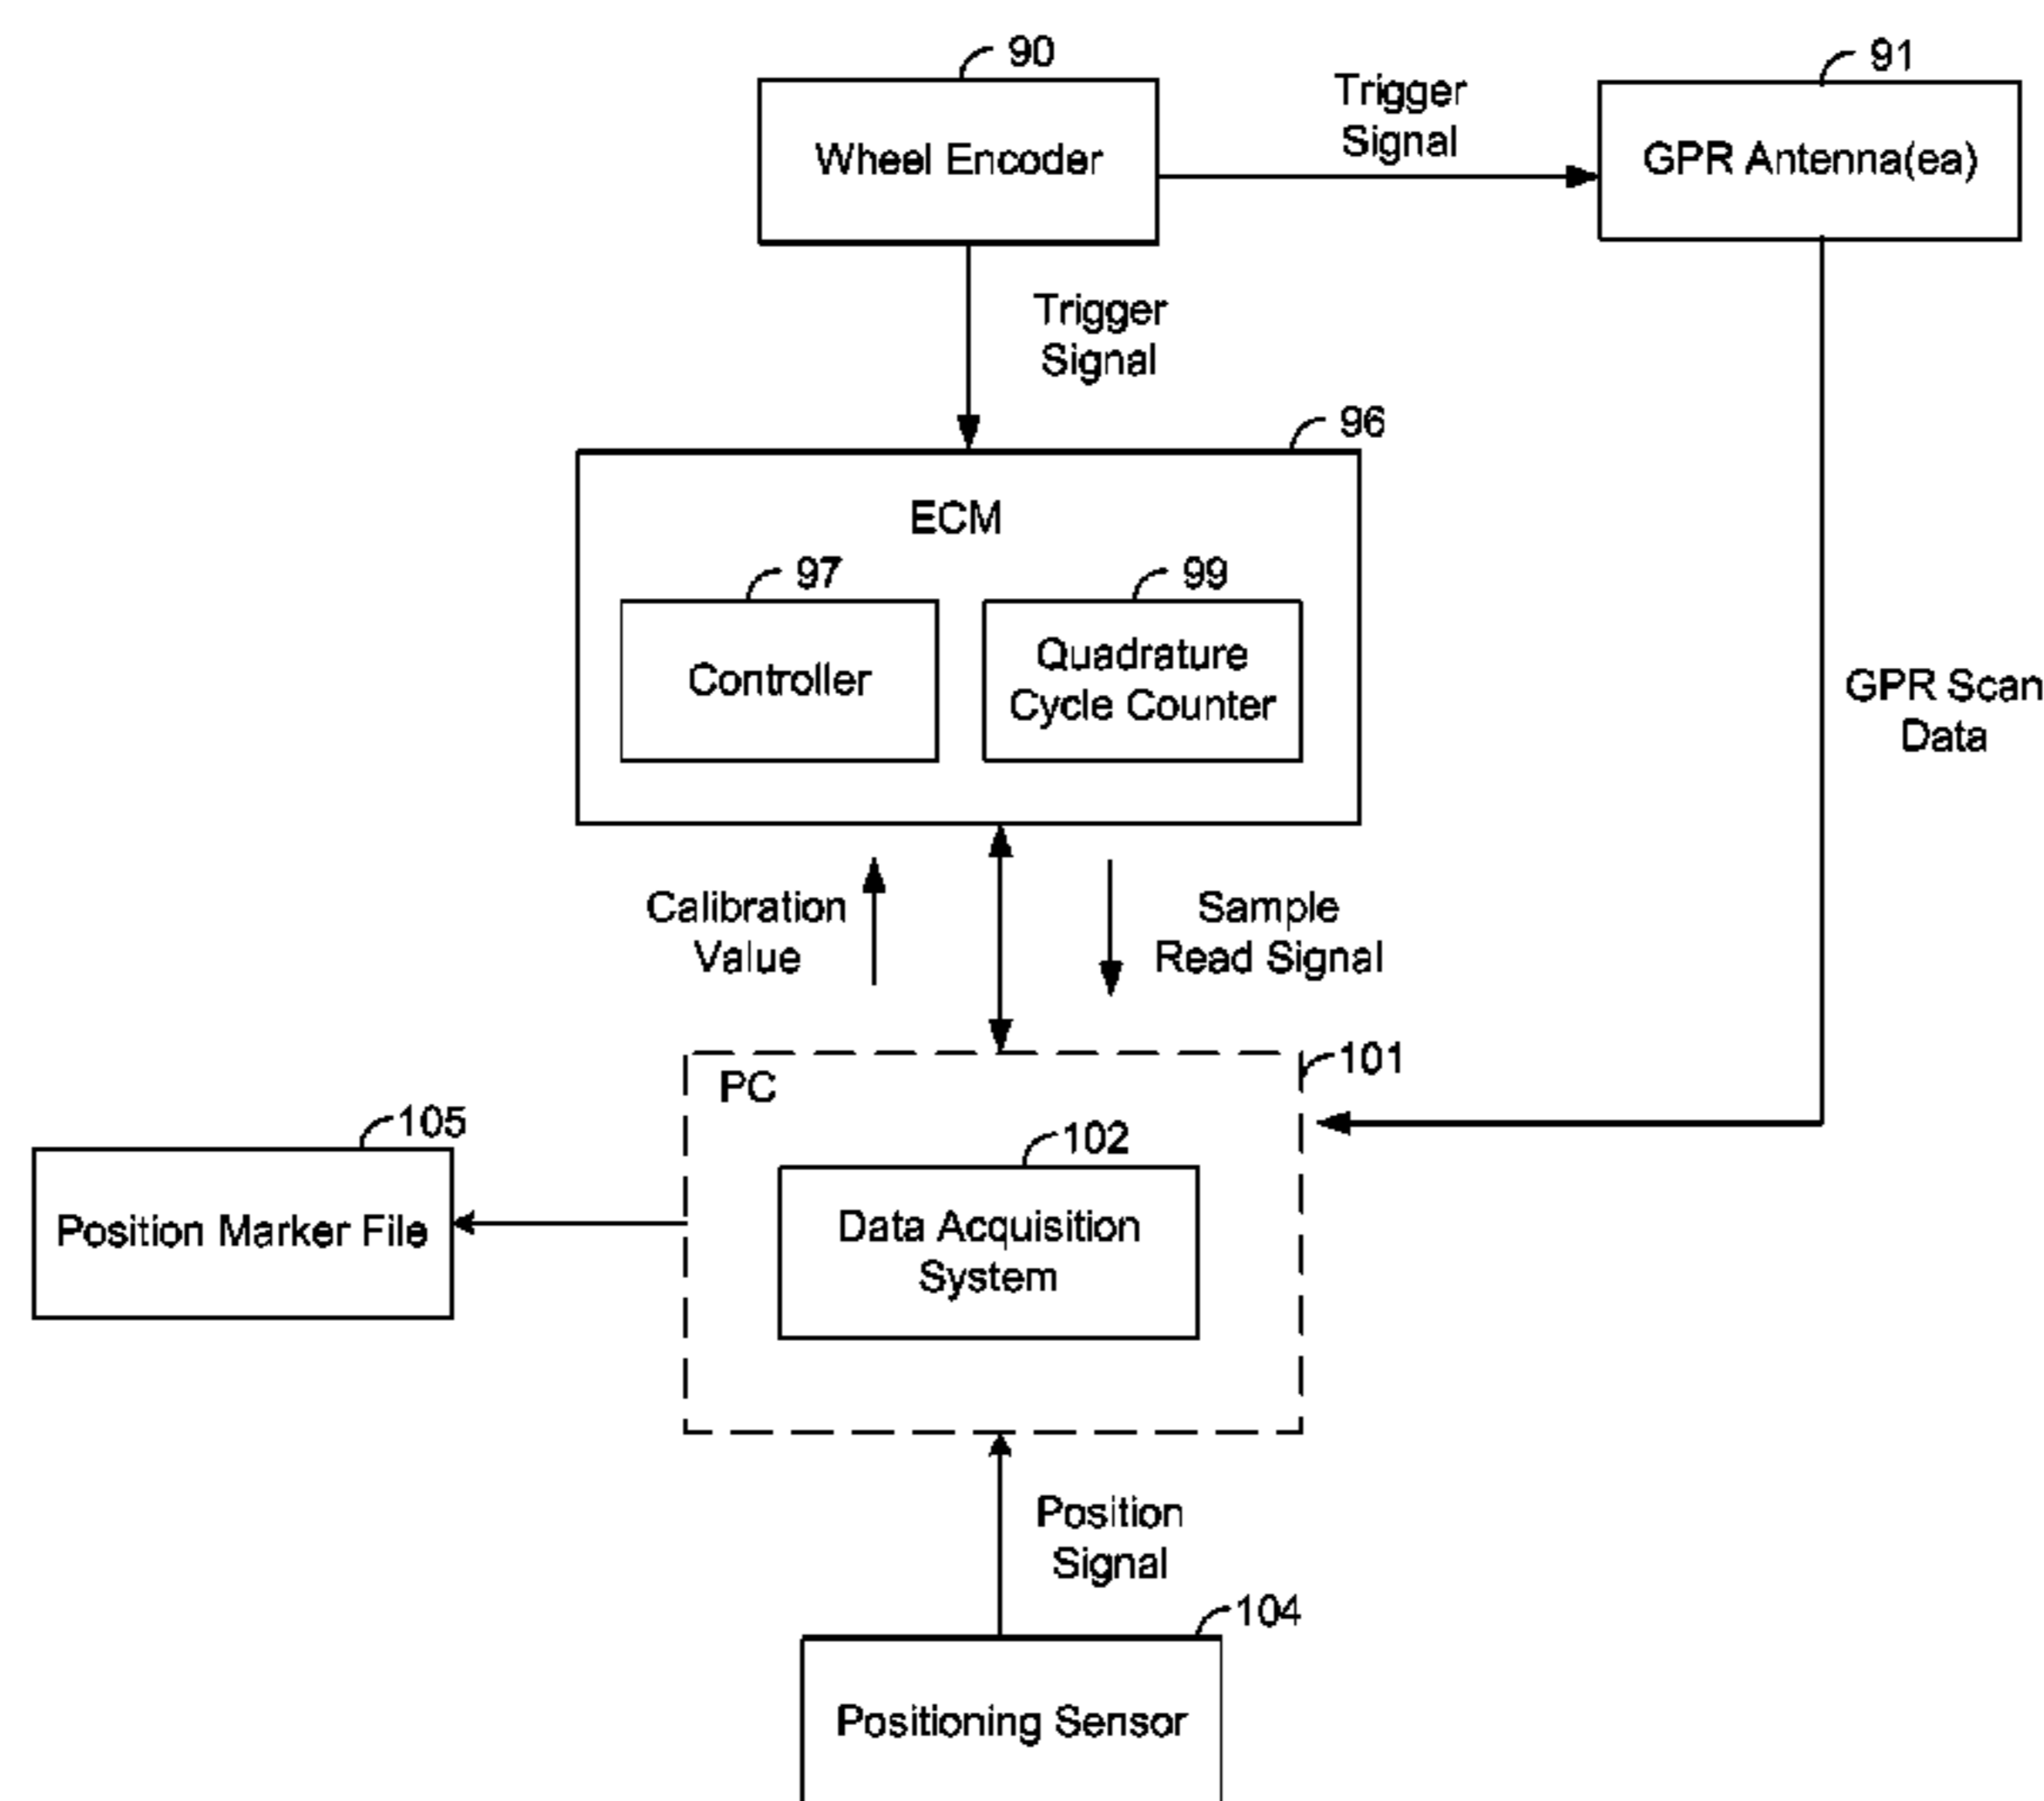 90
Wheel Encoder
Trigger
Signal
91
GPR Antenna(ea)
Trigger
Signal
96
ECM
97
Controller
99
Quadrature
Cycle Counter
GPR Scan
Data
Calibration
Value
Sample
Read Signal
101
PC
105
Position Marker File
102
Data Acquisition
System
Position
Signal
104
Positioning Sensor